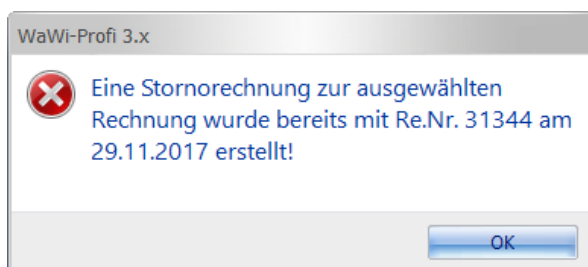 WaWi-Profi 3.x
Eine Stornorechnung zur ausgewählten
Rechnung wurde bereits mit Re.Nr. 31344 am
29.11.2017 erstellt!
OK